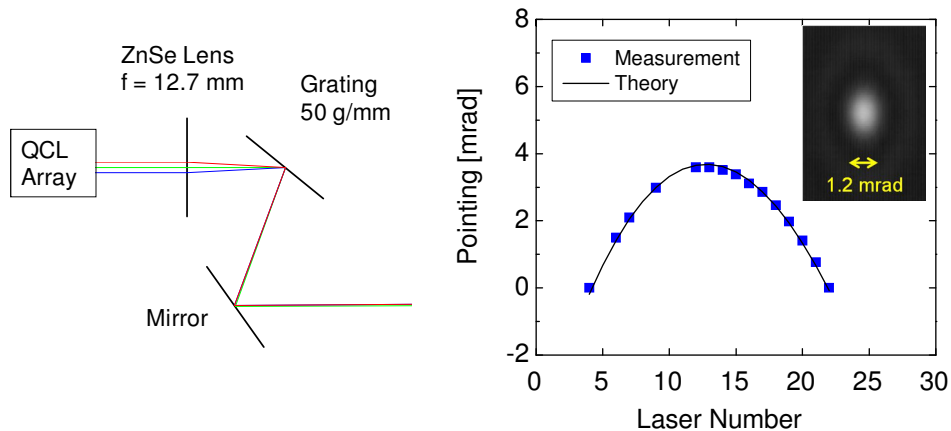 ZnSe Lens
f = 12.7 mm
Grating
50 g/mm
QCL
Array
Mirror
Pointing [mrad]
8
6
4
2
0
-2
Measurement
Theory
1.2 mrad
0
5
10
15
20
25
30
Laser Number